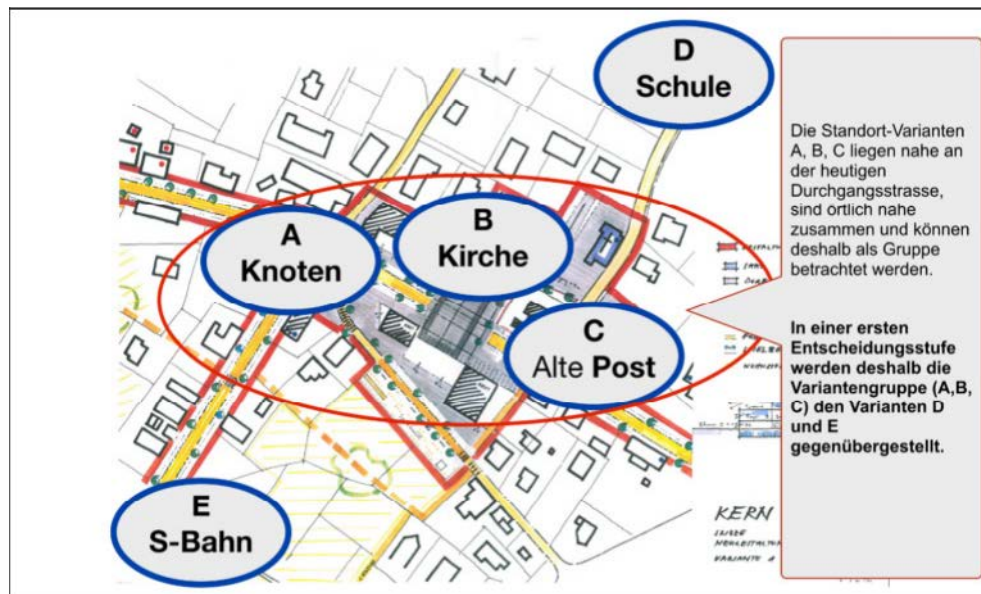 D
Schule
A
Knoten
B
Kirche
C
Alte Post
E
S-Bahn
Die Standort-Varianten
A, B, C liegen nahe an
der heutigen
Durchgangsstrasse,
sind örtlich nahe
zusammen und können
deshalb als Gruppe
betrachtet werden.
In einer ersten
Entscheidungsstufe
werden deshalb die
Variantengruppe (A,B,
C) den Varianten D
und E
gegenübergestellt.
KERN
VARIANTE A